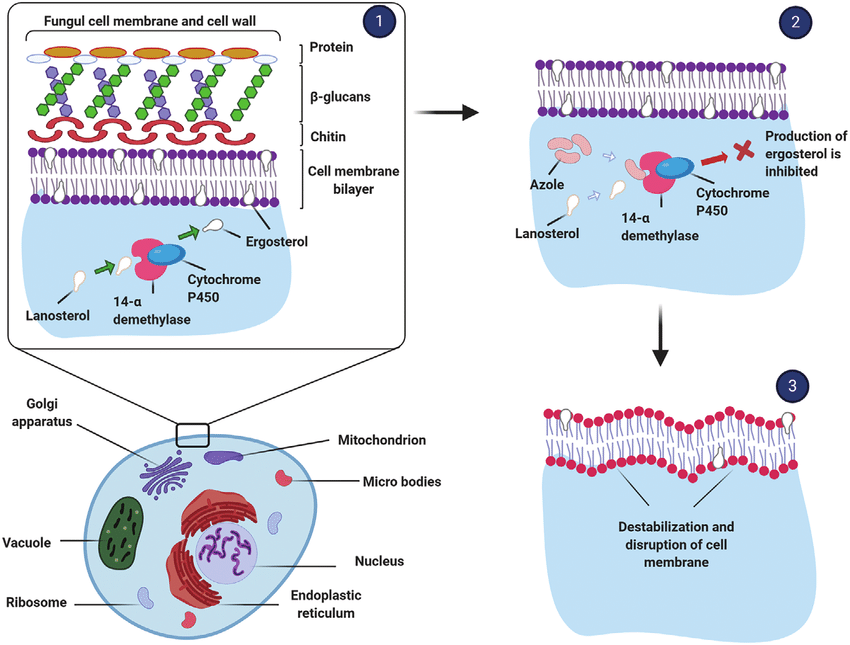 Fungul cell membrane and cell wall
1
Protein
β-glucans
Chitin
Cell membrane
bilayer
Ergosterol
Cytochrome
P450
14-α
demethylase
Lanosterol
2
Azole
Lanosterol
14-α
demethylase
Cytochrome
P450
Production of
ergosterol is
inhibited
3
Destabilization and
disruption of cell
membrane
Golgi
apparatus
Mitochondrion
Micro bodies
Vacuole
Nucleus
Ribosome
Endoplastic
reticulum